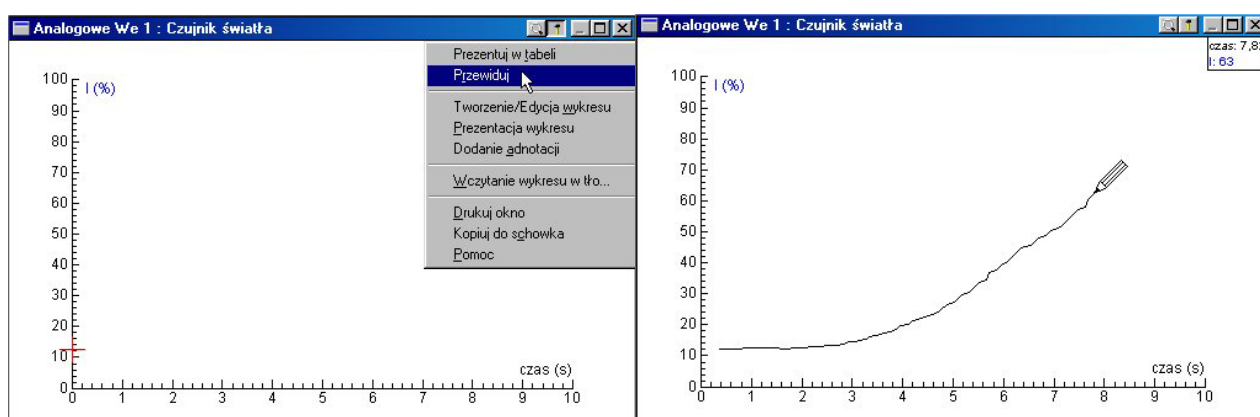 Analogowe We 1 : Czujnik światła
Prezentuj w tabeli
Przewiduj
Tworzenie/Edycja wykresu
Prezentacja wykresu
Dodanie adnotacji
Wczytanie wykresu w tło...
Drukuj okno
Kopiuj do schowka
Pomoc
I (%)
100
90
80
70
60
50
40
30
20
10
0
0 1 2 3 4 5 6 7 8 9 10
czas (s)
Analogowe We 1 : Czujnik światła
czas: 7,8
I: 63
I (%)
100
90
80
70
60
50
40
30
20
10
0
0 1 2 3 4 5 6 7 8 9 10
czas (s)